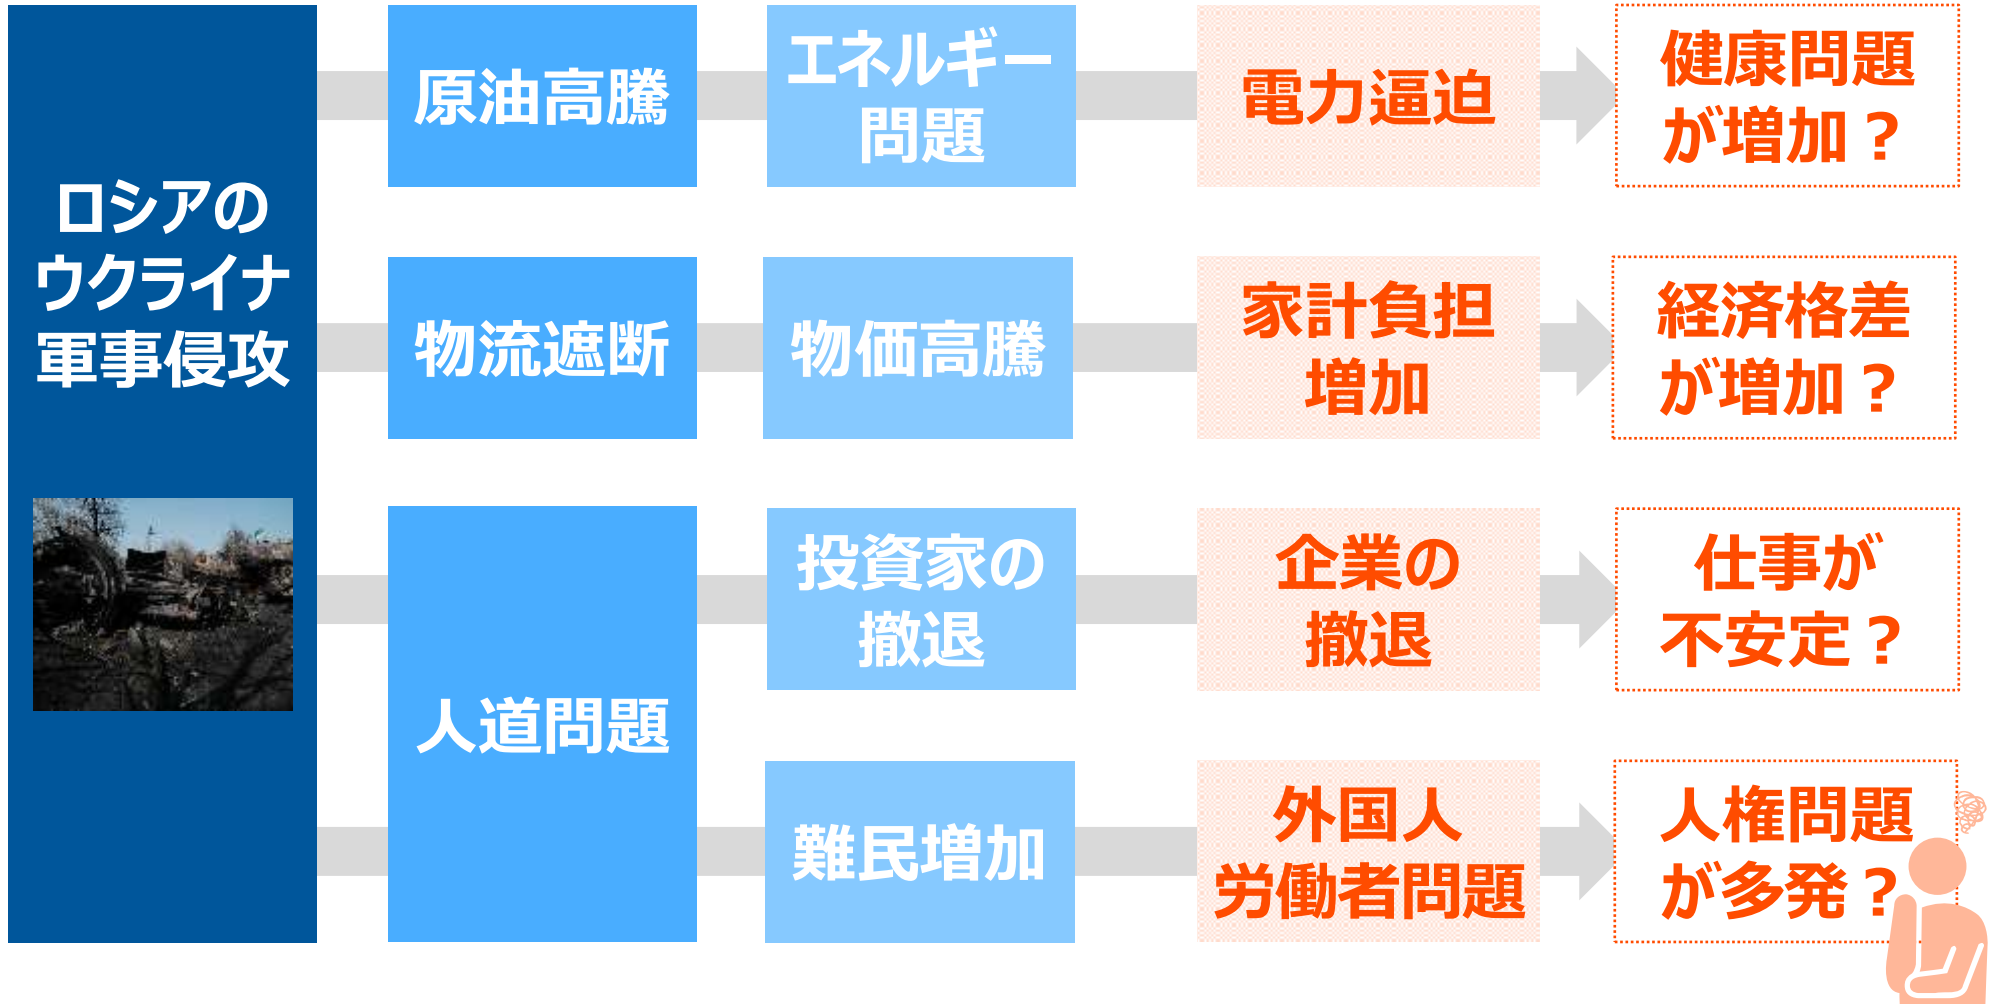 ロシアの
ウクライナ
軍事侵攻
原油高騰
エネルギー
問題
電力逼迫
健康問題
が増加？
物流遮断
物価高騰
家計負担
増加
経済格差
が増加？
人道問題
投資家の
撤退
企業の
撤退
仕事が
不安定？
難民増加
外国人
労働者問題
人権問題
が多発？